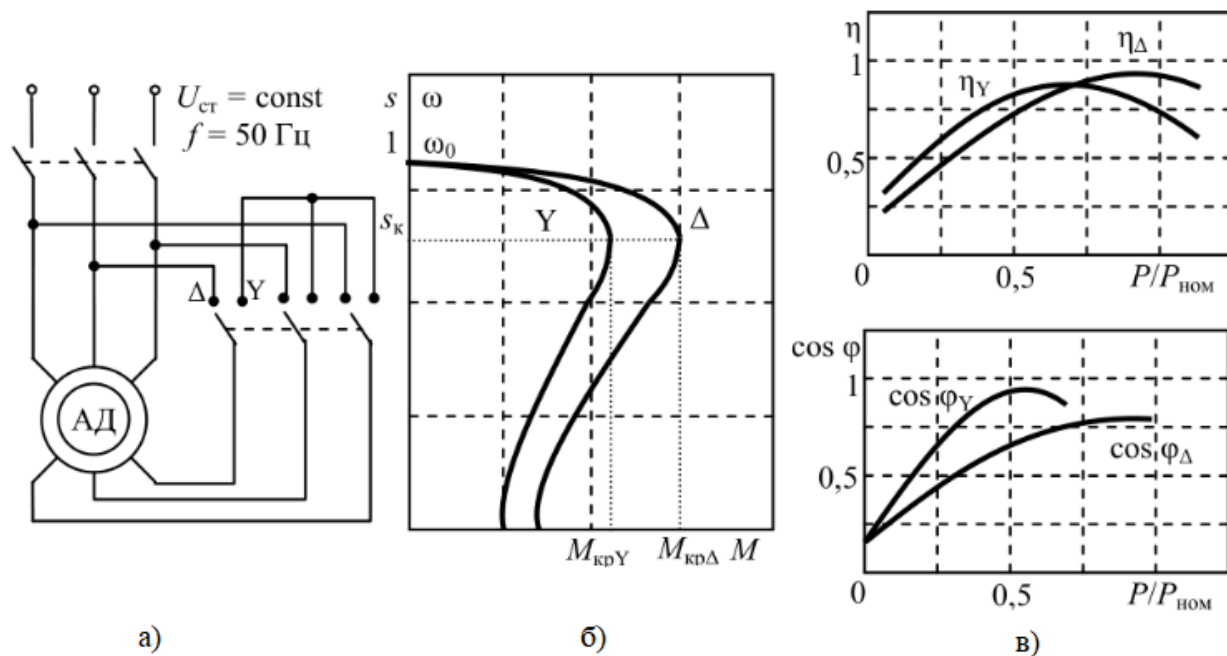 U_ст = const
f = 50 Гц
Δ
Y
АД
а)
s ω
1 ω₀
s_к
Y
Δ
M_крY
M_крΔ
M
б)
η
1
η_Y
η_Δ
0,5
0
0,5
P/P_ном
cos φ
1
cos φ_Y
cos φ_Δ
0,5
0
0,5
P/P_ном
в)